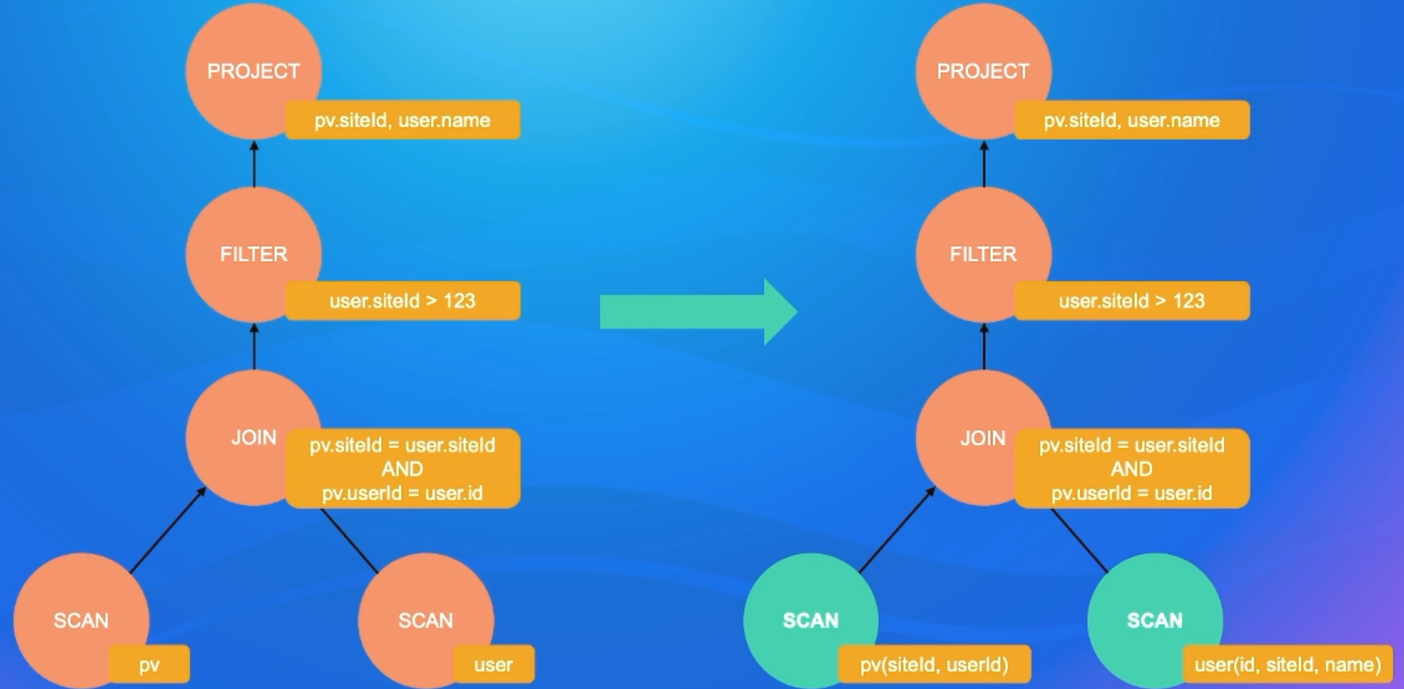 PROJECT
pv.siteId, user.name
FILTER
user.siteId > 123
JOIN
pv.siteId = user.siteId
AND
pv.userId = user.id
SCAN
pv
SCAN
user
PROJECT
pv.siteId, user.name
FILTER
user.siteId > 123
JOIN
pv.siteId = user.siteId
AND
pv.userId = user.id
SCAN
pv(siteId, userId)
SCAN
user(id, siteId, name)